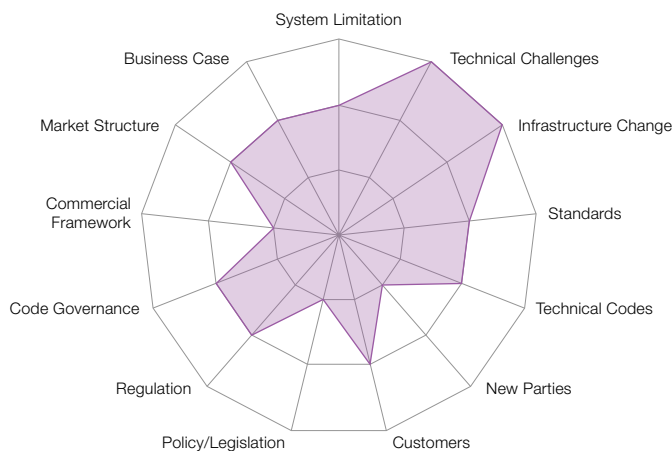 System Limitation
Business Case
Technical Challenges
Market Structure
Infrastructure Change
Commercial
Framework
Standards
Code Governance
Technical Codes
Regulation
New Parties
Policy/Legislation
Customers